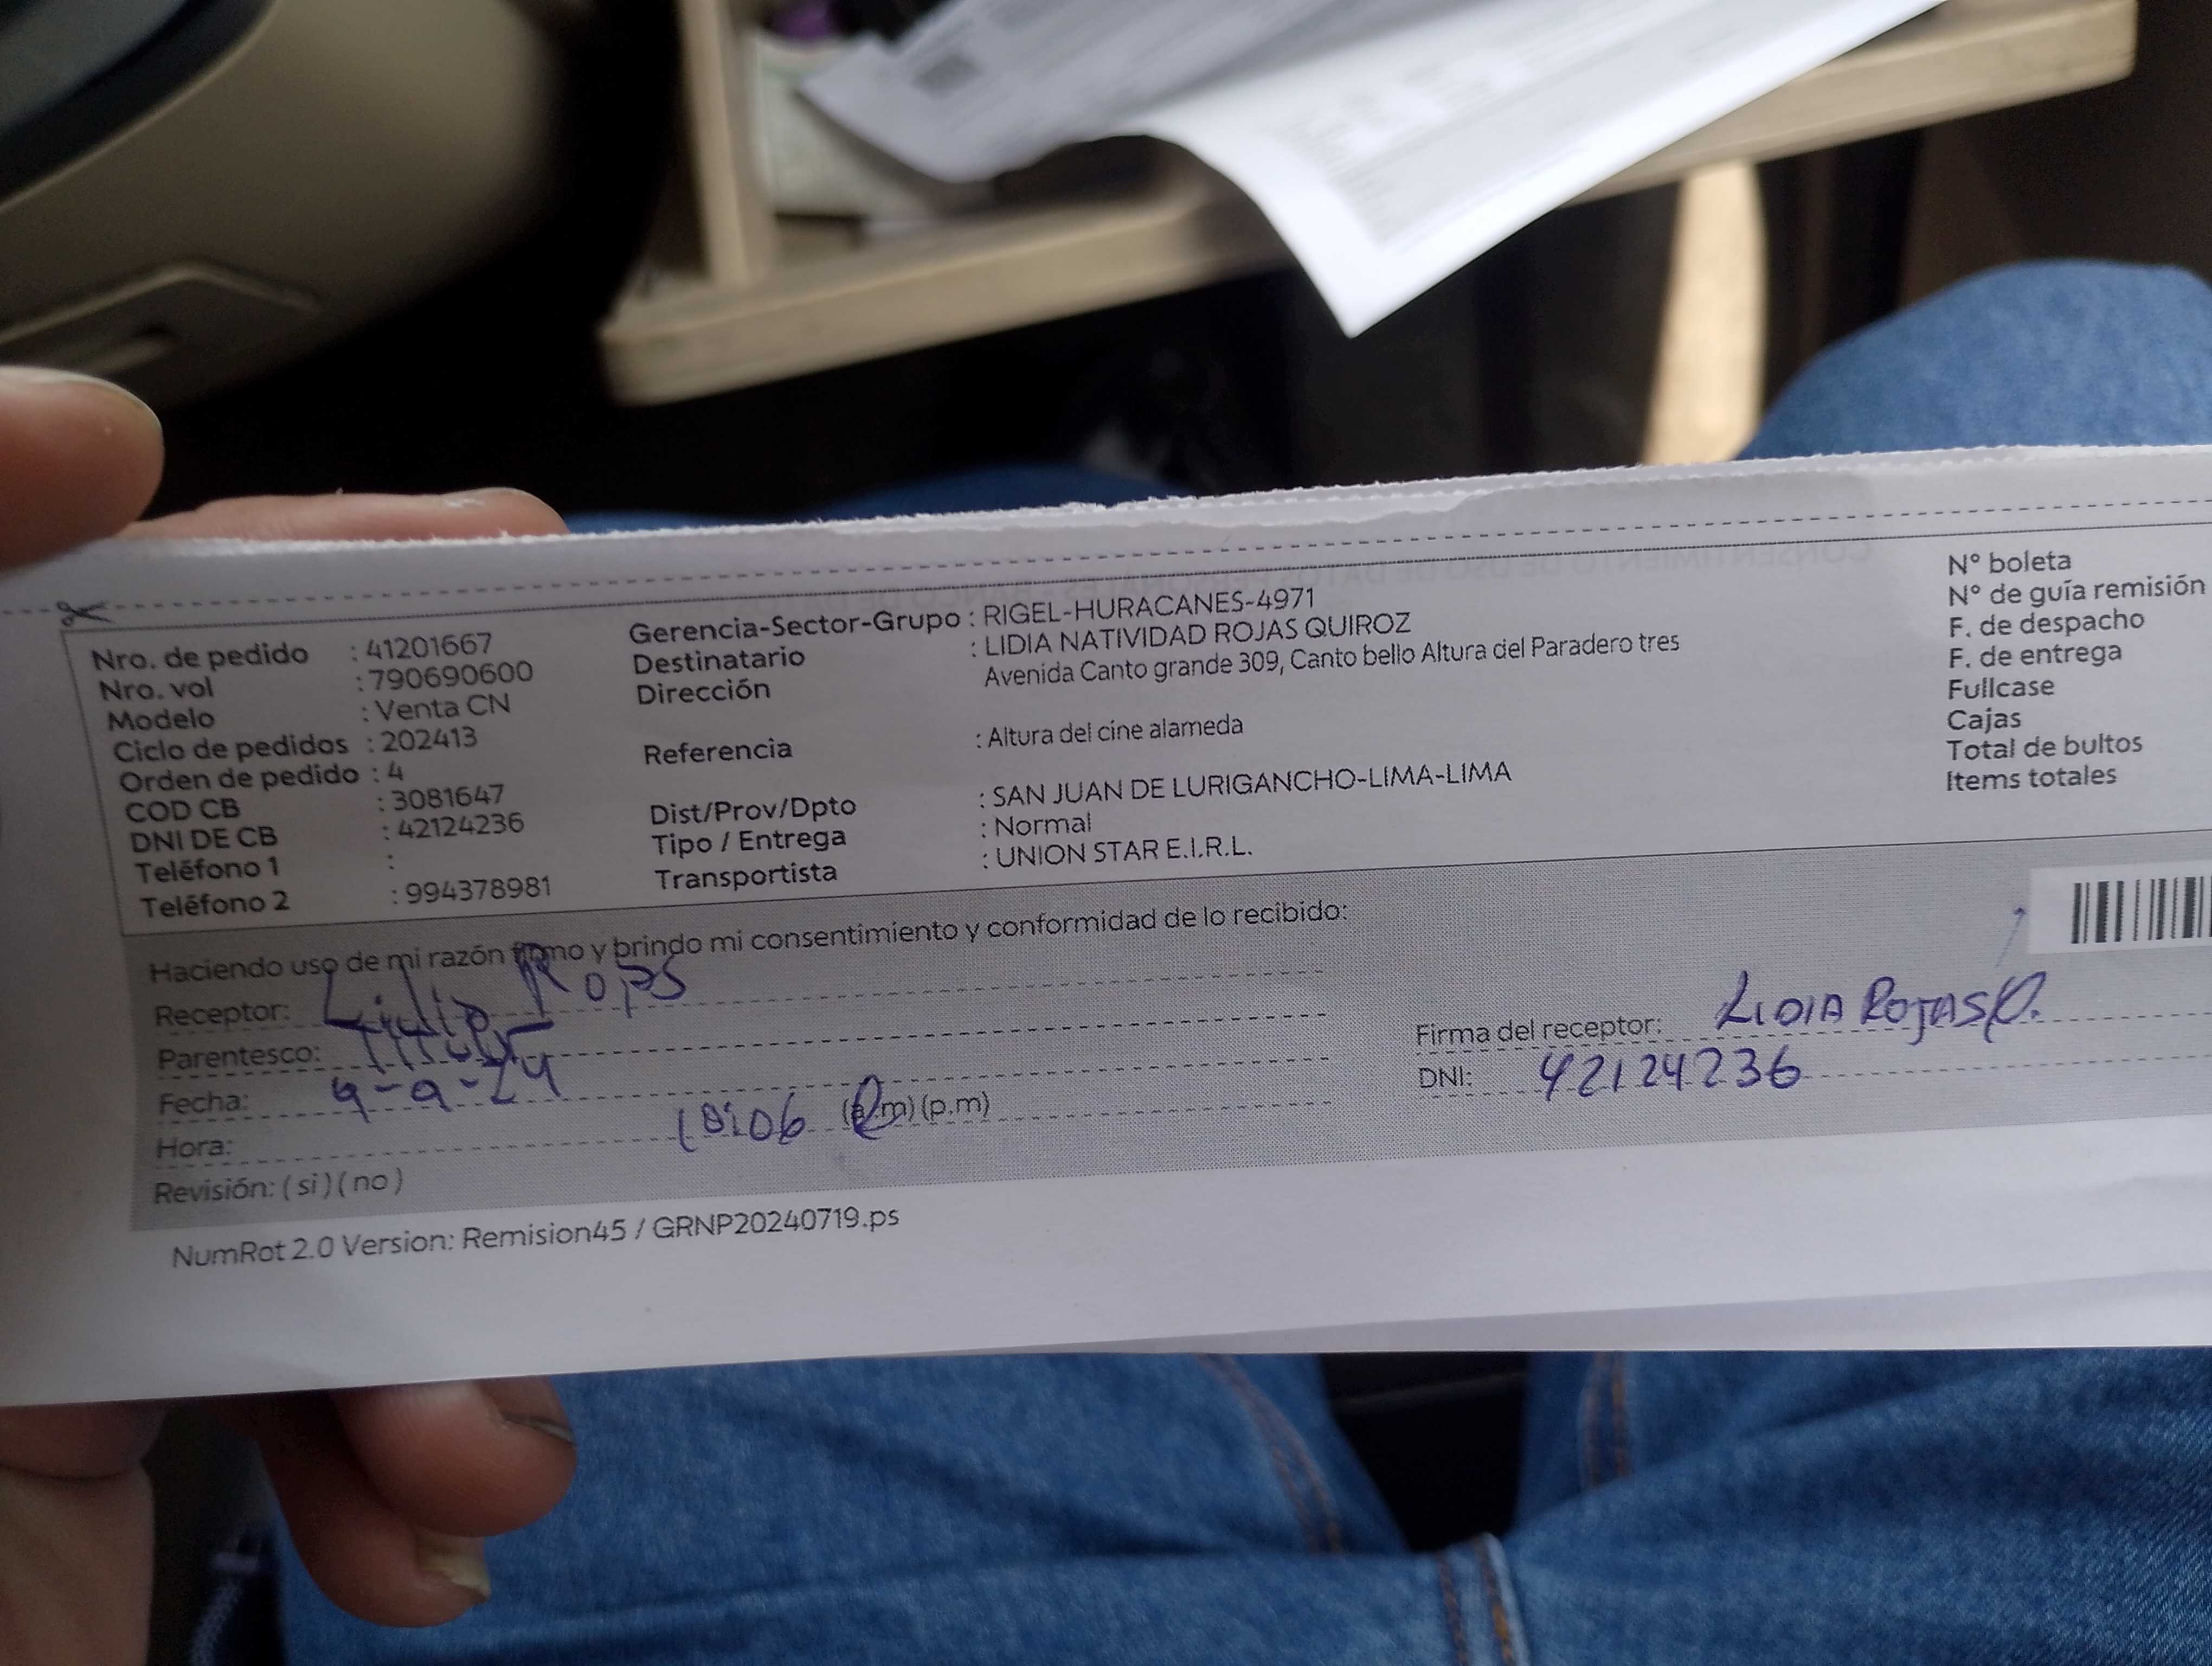 Nro. de pedido : 41201667
Nro. vol : 790690600
Modelo : Venta CN
Ciclo de pedidos : 202413
Orden de pedido : 4
COD CB : 3081647
DNI DE CB : 42124236
Teléfono 1 :
Teléfono 2 : 994378981
Gerencia-Sector-Grupo : RIGEL-HURACANES-4971
Destinatario : LIDIA NATIVIDAD ROJAS QUIROZ
Dirección Avenida Canto grande 309, Canto bello Altura del Paradero tres
Referencia : Altura del cine alameda
Dist/Prov/Dpto : SAN JUAN DE LURIGANCHO-LIMA-LIMA
Tipo / Entrega : Normal
Transportista : UNION STAR E.I.R.L.
N° boleta
N° de guía remisión
F. de despacho
F. de entrega
Fullcase
Cajas
Total de bultos
Items totales
Haciendo uso de mi razón firmo y brindo mi consentimiento y conformidad de lo recibido:
Receptor: Lidia Rojas
Parentesco: Titular
Fecha: 9-9-24
Hora: 10:06 (a.m) (p.m)
Revisión: (si) (no)
Firma del receptor: LIDIA ROJAS Q.
DNI: 42124236
NumRot 2.0 Version: Remision45 / GRNP20240719.ps